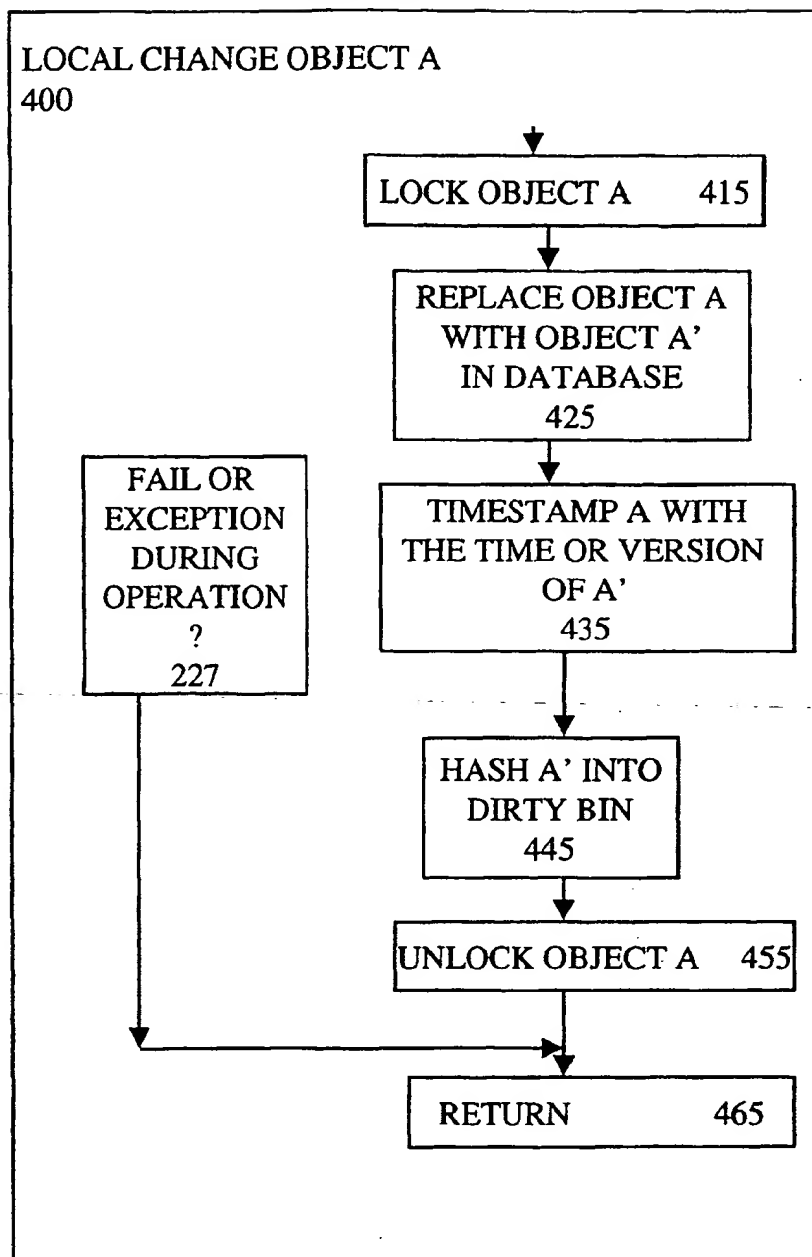 LOCAL CHANGE OBJECT A
400
LOCK OBJECT A 415
REPLACE OBJECT A
WITH OBJECT A’
IN DATABASE
425
FAIL OR
EXCEPTION
DURING
OPERATION
?
227
TIMESTAMP A WITH
THE TIME OR VERSION
OF A’
435
HASH A’ INTO
DIRTY BIN
445
UNLOCK OBJECT A 455
RETURN 465